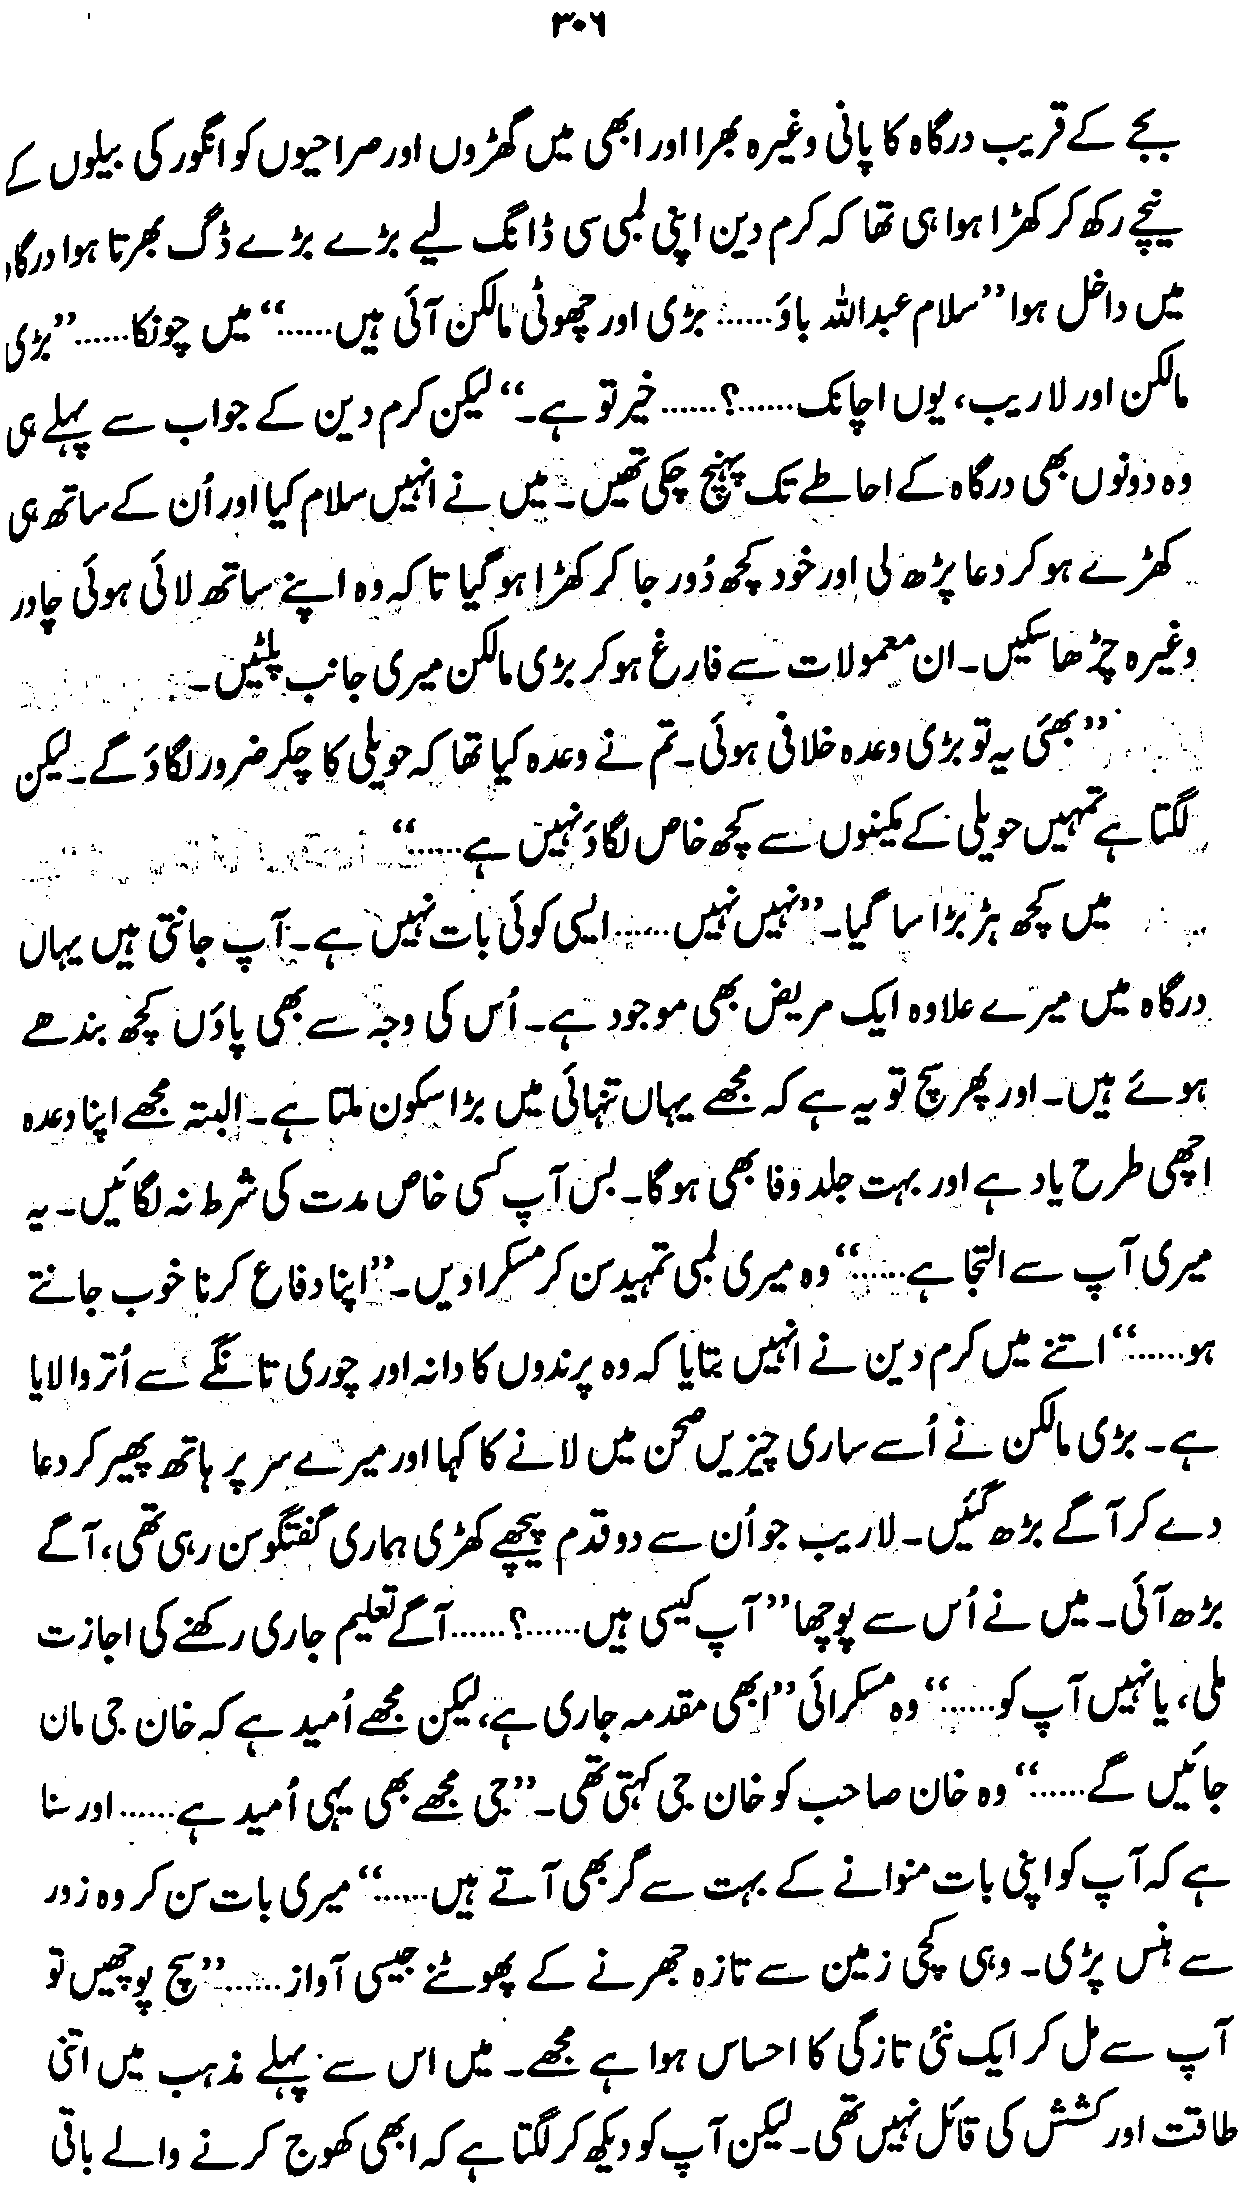 ۳۰۶
بجے کے قریب درگاہ کا پانی وغیرہ بھرا اور ابھی میں گھڑوں اور صراحیوں کو انگور کی بیلوں کے
نیچے رکھ کر کھڑا ہوا ہی تھا کہ کرم دین اپنی لمبی سی ڈانگ لیے بڑے بڑے ڈگ بھرتا ہوا درگاہ
میں داخل ہوا ”سلام عبداللہ باؤ...... بڑی اور چھوٹی مالکن آئی ہیں......“ میں چونکا......”بڑی
مالکن اور لاریب، یوں اچانک......؟...... خیر تو ہے۔“ لیکن کرم دین کے جواب سے پہلے ہی
وہ دونوں بھی درگاہ کے احاطے تک پہنچ چکی تھیں۔ میں نے انہیں سلام کیا اور اُن کے ساتھ ہی
کھڑے ہو کر دعا پڑھ لی اور خود کچھ دُور جا کر کھڑا ہو گیا تا کہ وہ اپنے ساتھ لائی ہوئی چادر
وغیرہ چڑھا سکیں۔ ان معمولات سے فارغ ہو کر بڑی مالکن میری جانب پلٹیں۔
”بھئی یہ تو بڑی وعدہ خلافی ہوئی۔ تم نے وعدہ کیا تھا کہ حویلی کا چکر ضرور لگاؤ گے۔ لیکن
لگتا ہے تمہیں حویلی کے مکینوں سے کچھ خاص لگاؤ نہیں ہے......“
میں کچھ ہڑبڑا سا گیا۔ ”نہیں نہیں...... ایسی کوئی بات نہیں ہے۔ آپ جانتی ہیں یہاں
درگاہ میں میرے علاوہ ایک مریض بھی موجود ہے۔ اُس کی وجہ سے بھی پاؤں کچھ بندھے
ہوئے ہیں۔ اور پھر سچ تو یہ ہے کہ مجھے یہاں تنہائی میں بڑا سکون ملتا ہے۔ البتہ مجھے اپنا وعدہ
اچھی طرح یاد ہے اور بہت جلد وفا بھی ہو گا۔ بس آپ کسی خاص مدت کی شرط نہ لگائیں۔ یہ
میری آپ سے التجا ہے......“ وہ میری لمبی تمہید سن کر مسکرا دیں۔ ”اپنا دفاع کرنا خوب جانتے
ہو......“ اتنے میں کرم دین نے انہیں بتایا کہ وہ پرندوں کا دانہ اور چوری تانگے سے اُتروا لایا
ہے۔ بڑی مالکن نے اُسے ساری چیزیں صحن میں لانے کا کہا اور میرے سر پر ہاتھ پھیر کر دعا
دے کر آگے بڑھ گئیں۔ لاریب جو اُن سے دو قدم پیچھے کھڑی ہماری گفتگو سن رہی تھی، آگے
بڑھ آئی۔ میں نے اُس سے پوچھا ”آپ کیسی ہیں......؟...... آگے تعلیم جاری رکھنے کی اجازت
ملی، یا نہیں آپ کو......“ وہ مسکرائی ”ابھی مقدمہ جاری ہے، لیکن مجھے اُمید ہے کہ خان جی مان
جائیں گے......“ وہ خان صاحب کو خان جی کہتی تھی۔ ”جی مجھے بھی یہی اُمید ہے...... اور سنا
ہے کہ آپ کو اپنی بات منوانے کے بہت سے گر بھی آتے ہیں......“ میری بات سن کر وہ زور
سے ہنس پڑی۔ وہی کچی زمین سے تازہ جھرنے کے پھوٹنے جیسی آواز......”سچ پوچھیں تو
آپ سے مل کر ایک نئی تازگی کا احساس ہوا ہے مجھے۔ میں اس سے پہلے مذہب میں اتنی
طاقت اور کشش کی قائل نہیں تھی۔ لیکن آپ کو دیکھ کر لگتا ہے کہ ابھی کھوج کرنے والے باقی